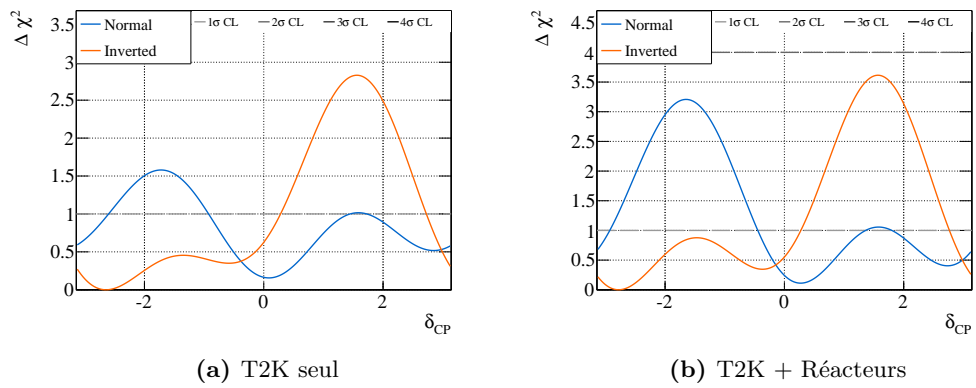 Δ χ²
3.5
3
2.5
2
1.5
1
0.5
0
Normal
Inverted
1σ CL 2σ CL 3σ CL 4σ CL
-2 0 2
δCP
(a) T2K seul
Δ χ²
4.5
4
3.5
3
2.5
2
1.5
1
0.5
0
Normal
Inverted
1σ CL 2σ CL 3σ CL 4σ CL
-2 0 2
δCP
(b) T2K + Réacteurs